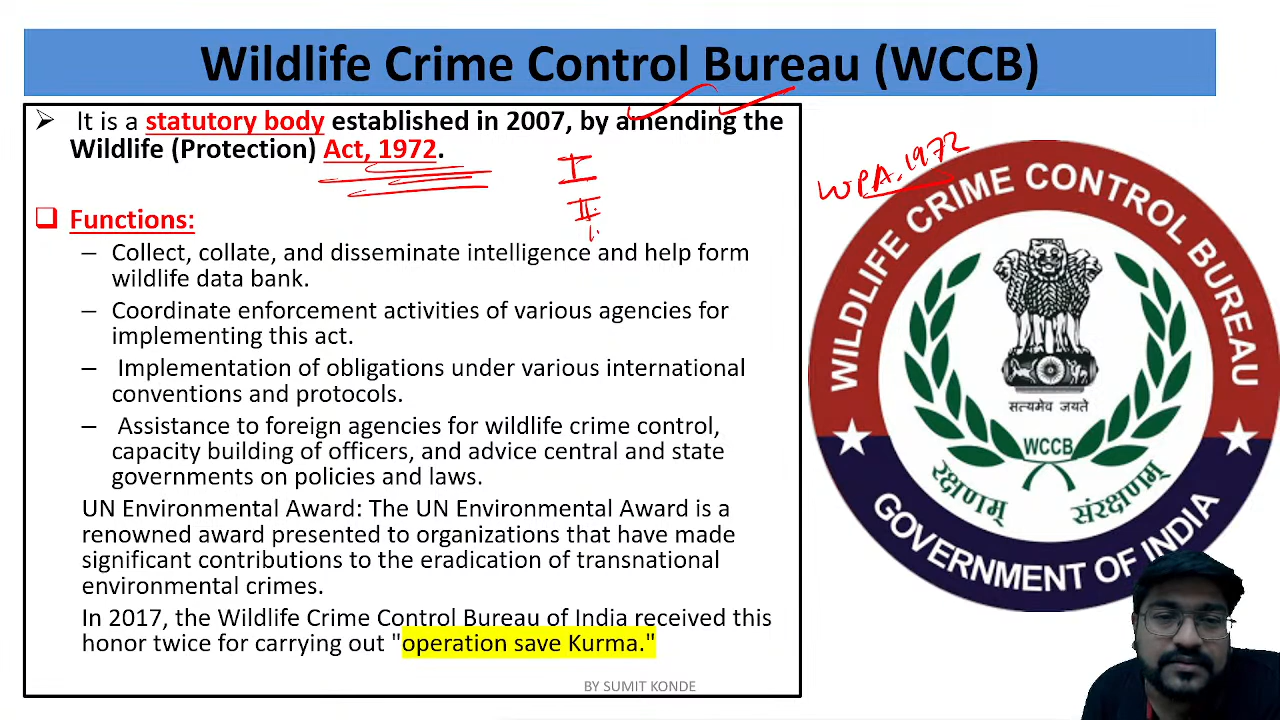 Wildlife Crime Control Bureau (WCCB)
➢ It is a statutory body established in 2007, by amending the
Wildlife (Protection) Act, 1972.
I
II
WPA, 1972
❑ Functions:
– Collect, collate, and disseminate intelligence and help form
wildlife data bank.
– Coordinate enforcement activities of various agencies for
implementing this act.
– Implementation of obligations under various international
conventions and protocols.
– Assistance to foreign agencies for wildlife crime control,
capacity building of officers, and advice central and state
governments on policies and laws.
UN Environmental Award: The UN Environmental Award is a
renowned award presented to organizations that have made
significant contributions to the eradication of transnational
environmental crimes.
In 2017, the Wildlife Crime Control Bureau of India received this
honor twice for carrying out "operation save Kurma."
BY SUMIT KONDE
WILDLIFE CRIME CONTROL BUREAU
सत्यमेव जयते
WCCB
रक्षणम् संरक्षणम्
GOVERNMENT OF INDIA